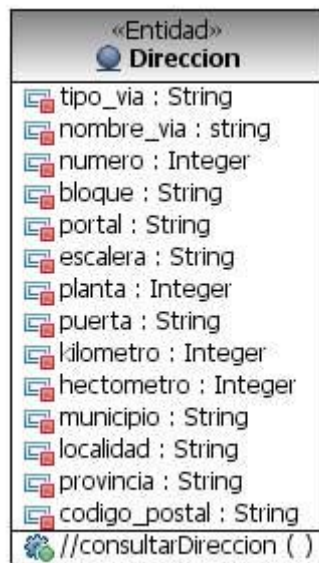 «Entidad»
Direccion
tipo_via : String
nombre_via : string
numero : Integer
bloque : String
portal : String
escalera : String
planta : Integer
puerta : String
kilometro : Integer
hectometro : Integer
municipio : String
localidad : String
provincia : String
codigo_postal : String
//consultarDireccion ( )